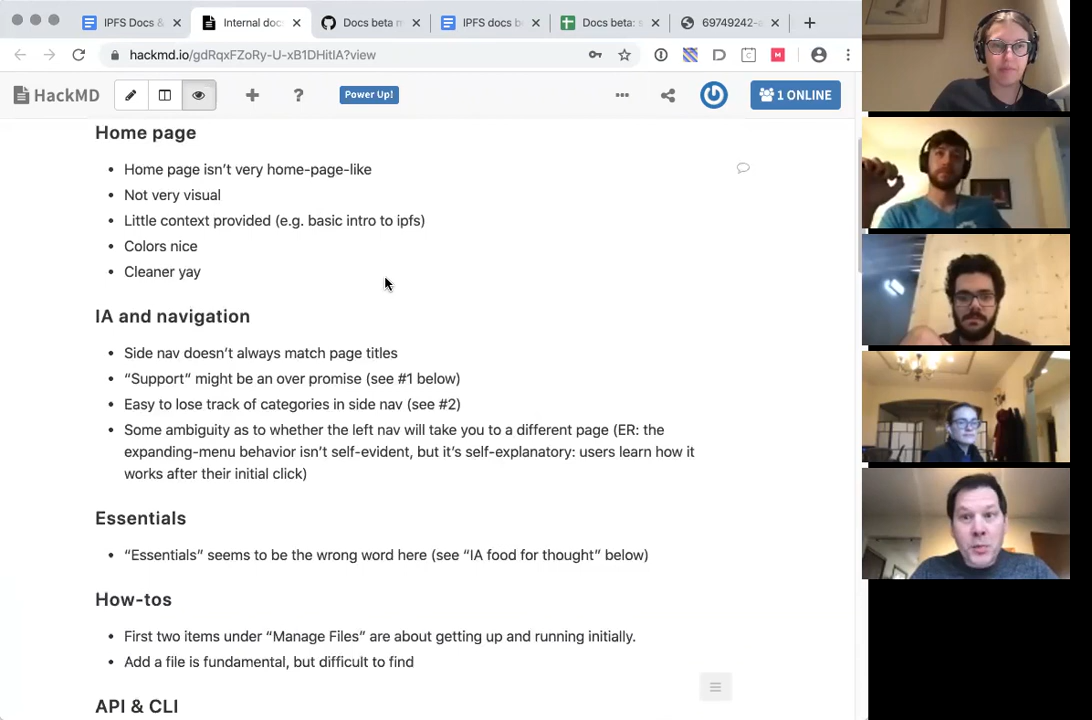 IPFS Docs &
Internal doc
Docs beta m
IPFS docs b
Docs beta: s
69749242-a
hackmd.io/gdRqxFZoRy-U-xB1DHitIA?view
HackMD
Power Up!
1 ONLINE
Home page
Home page isn’t very home-page-like
Not very visual
Little context provided (e.g. basic intro to ipfs)
Colors nice
Cleaner yay
IA and navigation
Side nav doesn’t always match page titles
“Support” might be an over promise (see #1 below)
Easy to lose track of categories in side nav (see #2)
Some ambiguity as to whether the left nav will take you to a different page (ER: the
expanding-menu behavior isn’t self-evident, but it’s self-explanatory: users learn how it
works after their initial click)
Essentials
“Essentials” seems to be the wrong word here (see “IA food for thought” below)
How-tos
First two items under “Manage Files” are about getting up and running initially.
Add a file is fundamental, but difficult to find
API & CLI